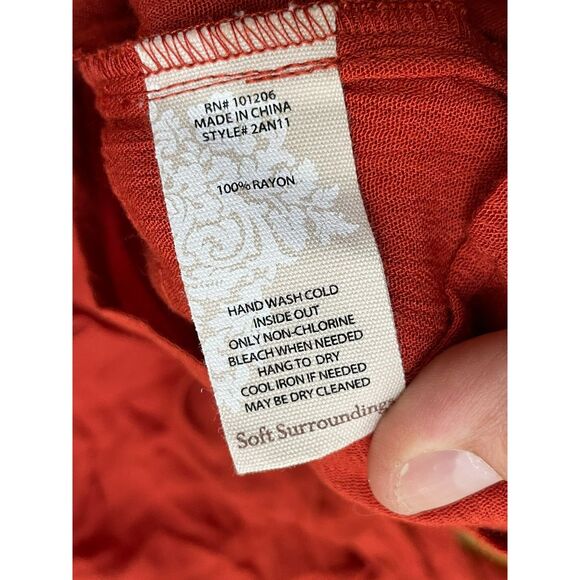 RN# 101206
MADE IN CHINA
STYLE# 2AN11
100% RAYON
HAND WASH COLD
INSIDE OUT
ONLY NON-CHLORINE
BLEACH WHEN NEEDED
HANG TO DRY
COOL IRON IF NEEDED
MAY BE DRY CLEANED
Soft Surroundings